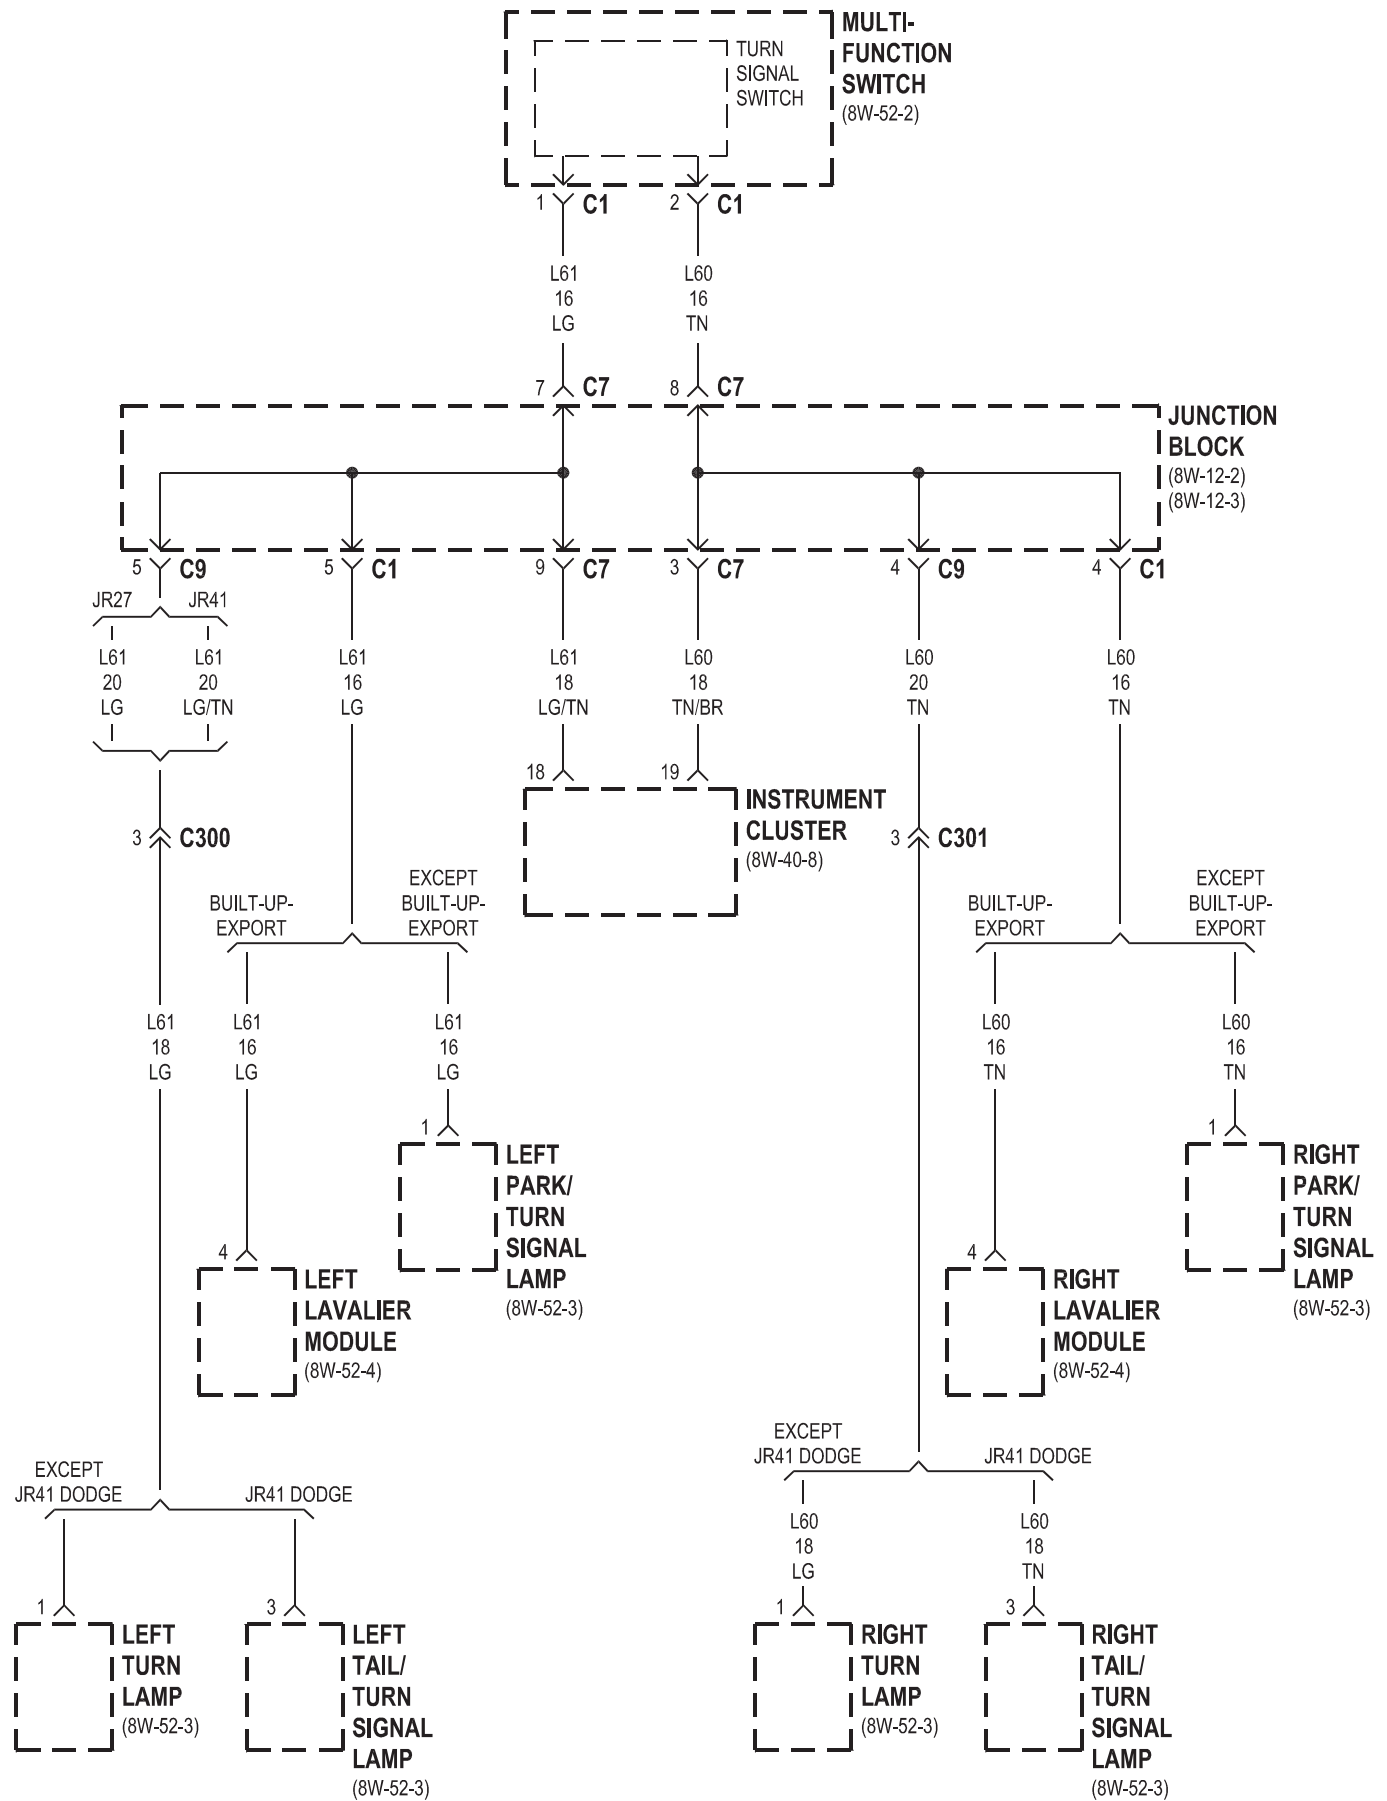 MULTI-
FUNCTION
SWITCH
(8W-52-2)
TURN
SIGNAL
SWITCH
1 C1
2 C1
L61
16
LG
L60
16
TN
7 C7
8 C7
JUNCTION
BLOCK
(8W-12-2)
(8W-12-3)
5 C9
5 C1
9 C7
3 C7
4 C9
4 C1
JR27
JR41
L61
20
LG
L61
20
LG/TN
L61
16
LG
L61
18
LG/TN
L60
18
TN/BR
L60
20
TN
L60
16
TN
18
19
INSTRUMENT
CLUSTER
(8W-40-8)
3 C300
3 C301
BUILT-UP-
EXPORT
EXCEPT
BUILT-UP-
EXPORT
BUILT-UP-
EXPORT
EXCEPT
BUILT-UP-
EXPORT
L61
18
LG
L61
16
LG
L61
16
LG
L60
16
TN
L60
16
TN
1
LEFT
PARK/
TURN
SIGNAL
LAMP
(8W-52-3)
1
RIGHT
PARK/
TURN
SIGNAL
LAMP
(8W-52-3)
4
LEFT
LAVALIER
MODULE
(8W-52-4)
4
RIGHT
LAVALIER
MODULE
(8W-52-4)
EXCEPT
JR41 DODGE
JR41 DODGE
EXCEPT
JR41 DODGE
JR41 DODGE
L60
18
LG
L60
18
TN
1
LEFT
TURN
LAMP
(8W-52-3)
3
LEFT
TAIL/
TURN
SIGNAL
LAMP
(8W-52-3)
1
RIGHT
TURN
LAMP
(8W-52-3)
3
RIGHT
TAIL/
TURN
SIGNAL
LAMP
(8W-52-3)